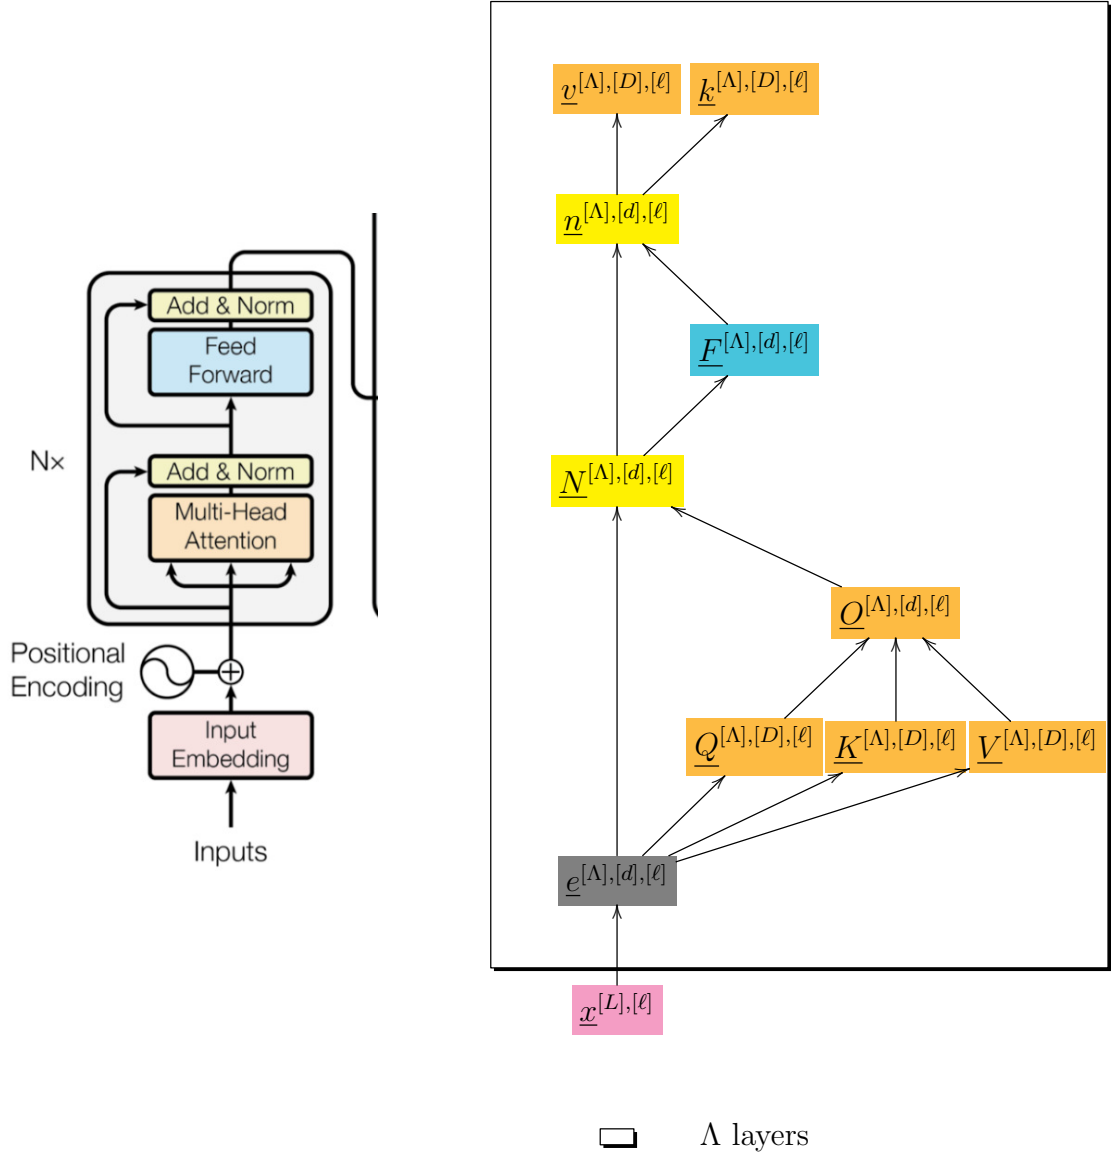 Add & Norm
Feed
Forward
N×
Add & Norm
Multi-Head
Attention
Positional
Encoding
Input
Embedding
Inputs
v^{[Λ],[D],[ℓ]} k^{[Λ],[D],[ℓ]}
n^{[Λ],[d],[ℓ]}
F^{[Λ],[d],[ℓ]}
N^{[Λ],[d],[ℓ]}
O^{[Λ],[d],[ℓ]}
Q^{[Λ],[D],[ℓ]} K^{[Λ],[D],[ℓ]} V^{[Λ],[D],[ℓ]}
e^{[Λ],[d],[ℓ]}
x^{[L],[ℓ]}
Λ layers